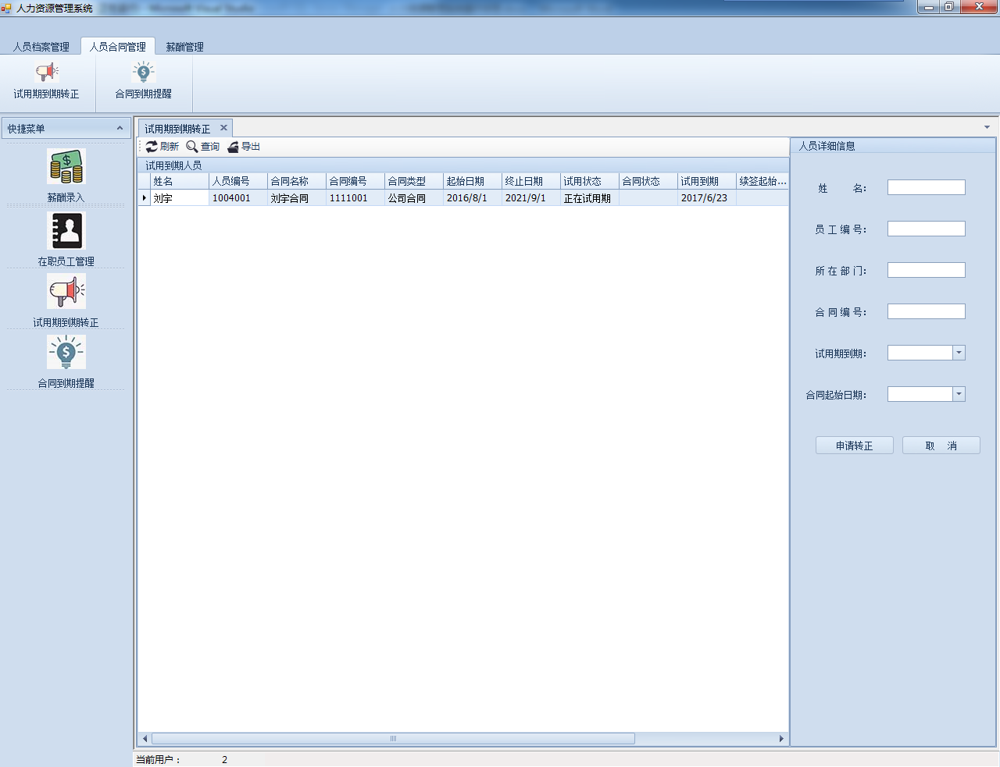 人力资源管理系统
人员档案管理 人员合同管理 薪酬管理
试用期到期转正 合同到期提醒
快捷菜单
薪酬录入
在职员工管理
试用期到期转正
合同到期提醒
试用期到期转正
刷新 查询 导出
试用到期人员
姓名 人员编号 合同名称 合同编号 合同类型 起始日期 终止日期 试用状态 合同状态 试用到期 续签起始...
刘宇 1004001 刘宇合同 1111001 公司合同 2016/8/1 2021/9/1 正在试用期 2017/6/23
人员详细信息
姓 名：
员 工 编 号：
所 在 部 门：
合 同 编 号：
试用期到期：
合同起始日期：
申请转正 取 消
当前用户： 2